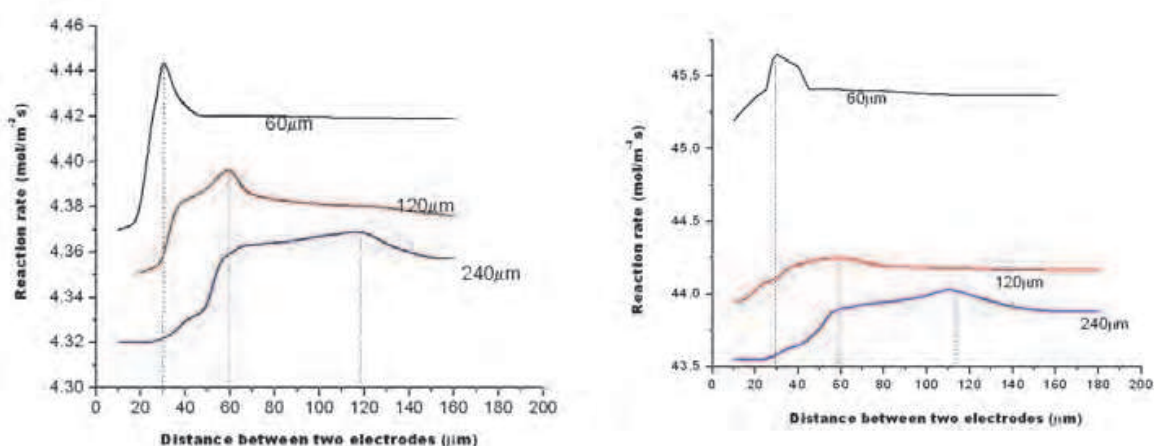 4.46
4.44
4.42
4.40
4.38
4.36
4.34
4.32
4.30
0 20 40 60 80 100 120 140 160 180 200
Reaction rate (mol/m⁻² s)
Distance between two electrodes (μm)
60μm
120μm
240μm
45.5
45.0
44.5
44.0
43.5
0 20 40 60 80 100 120 140 160 180 200
Reaction rate (mol/m⁻² s)
Distance between two electrodes (μm)
60μm
120μm
240μm